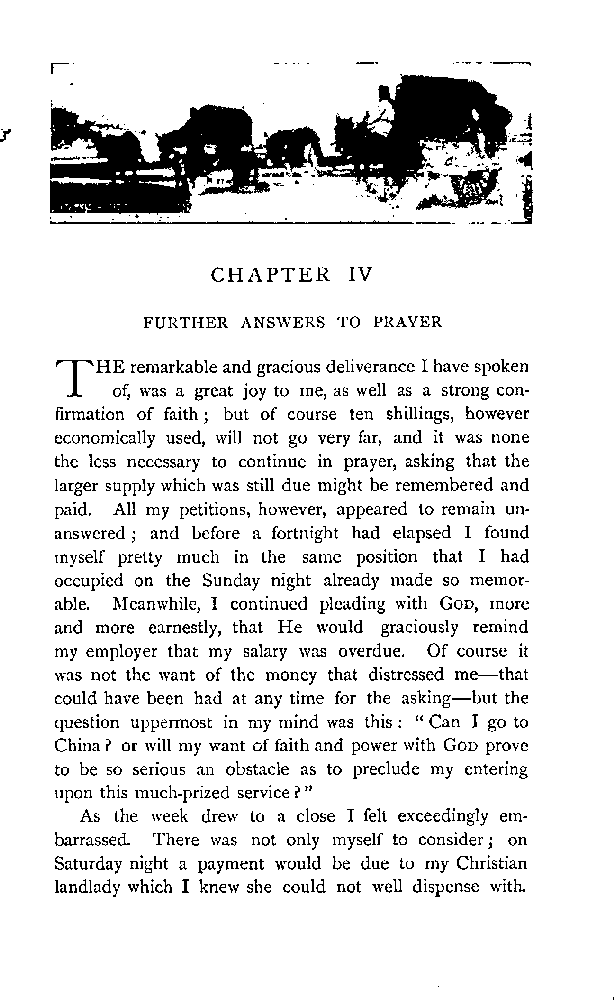 CHAPTER IV
FURTHER ANSWERS TO PRAYER
THE remarkable and gracious deliverance I have spoken
of, was a great joy to me, as well as a strong con-
firmation of faith ; but of course ten shillings, however
economically used, will not go very far, and it was none
the less necessary to continue in prayer, asking that the
larger supply which was still due might be remembered and
paid. All my petitions, however, appeared to remain un-
answered ; and before a fortnight had elapsed I found
myself pretty much in the same position that I had
occupied on the Sunday night already made so memor-
able. Meanwhile, I continued pleading with GOD, more
and more earnestly, that He would graciously remind
my employer that my salary was overdue. Of course it
was not the want of the money that distressed me—that
could have been had at any time for the asking—but the
question uppermost in my mind was this : “ Can I go to
China ? or will my want of faith and power with GOD prove
to be so serious an obstacle as to preclude my entering
upon this much-prized service ? ”
As the week drew to a close I felt exceedingly em-
barrassed. There was not only myself to consider ; on
Saturday night a payment would be due to my Christian
landlady which I knew she could not well dispense with.